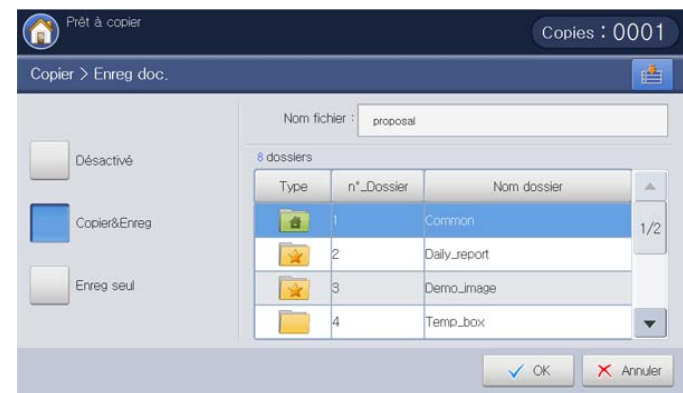 Prêt à copier
Copies : 0001
Copier > Enreg doc.
Nom fichier : proposal
Désactivé
Copier&Enreg
Enreg seul
8 dossiers
Type n°_Dossier Nom dossier
1 Common
2 Daily_report
3 Demo_image
4 Temp_box
1/2
OK
Annuler